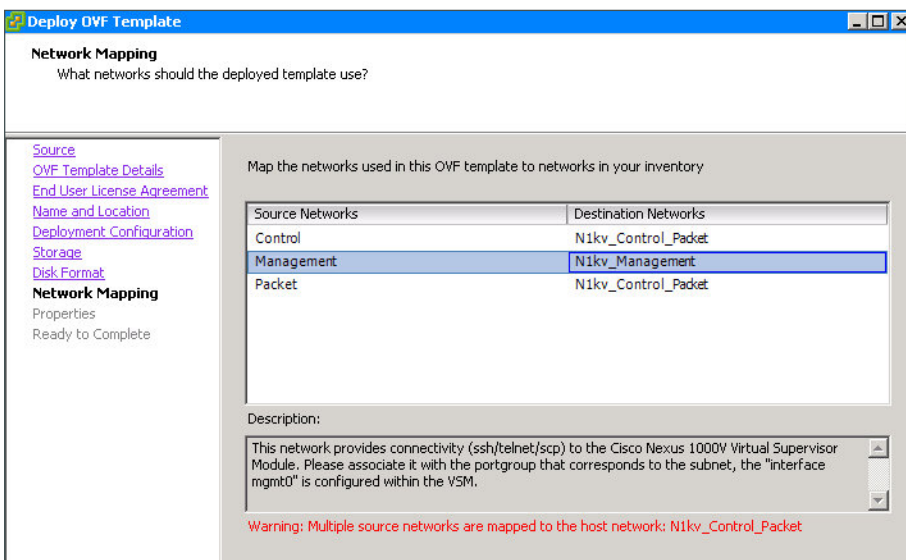 Deploy OVF Template
Network Mapping
What networks should the deployed template use?
Source
OVF Template Details
End User License Agreement
Name and Location
Deployment Configuration
Storage
Disk Format
Network Mapping
Properties
Ready to Complete
Map the networks used in this OVF template to networks in your inventory
Source Networks Destination Networks
Control N1kv_Control_Packet
Management N1kv_Management
Packet N1kv_Control_Packet
Description:
This network provides connectivity (ssh/telnet/scp) to the Cisco Nexus 1000V Virtual Supervisor
Module. Please associate it with the portgroup that corresponds to the subnet, the "interface
mgmt0" is configured within the VSM.
Warning: Multiple source networks are mapped to the host network: N1kv_Control_Packet